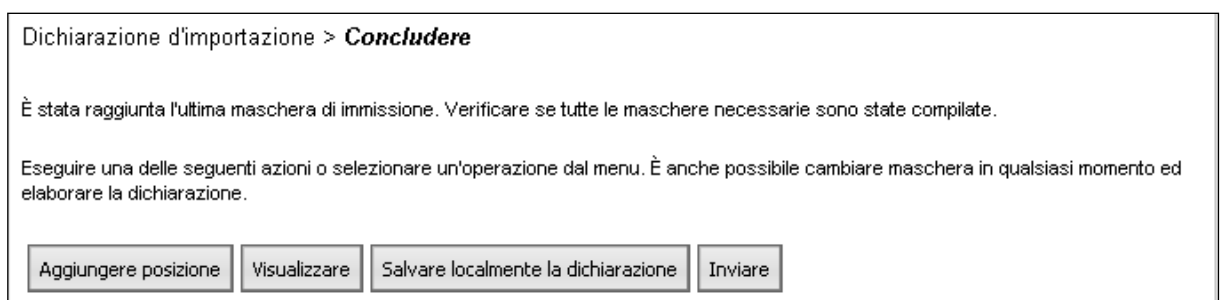 Dichiarazione d'importazione > Concludere
È stata raggiunta l'ultima maschera di immissione. Verificare se tutte le maschere necessarie sono state compilate.
Eseguire una delle seguenti azioni o selezionare un'operazione dal menu. È anche possibile cambiare maschera in qualsiasi momento ed
elaborare la dichiarazione.
Aggiungere posizione Visualizzare Salvare localmente la dichiarazione Inviare